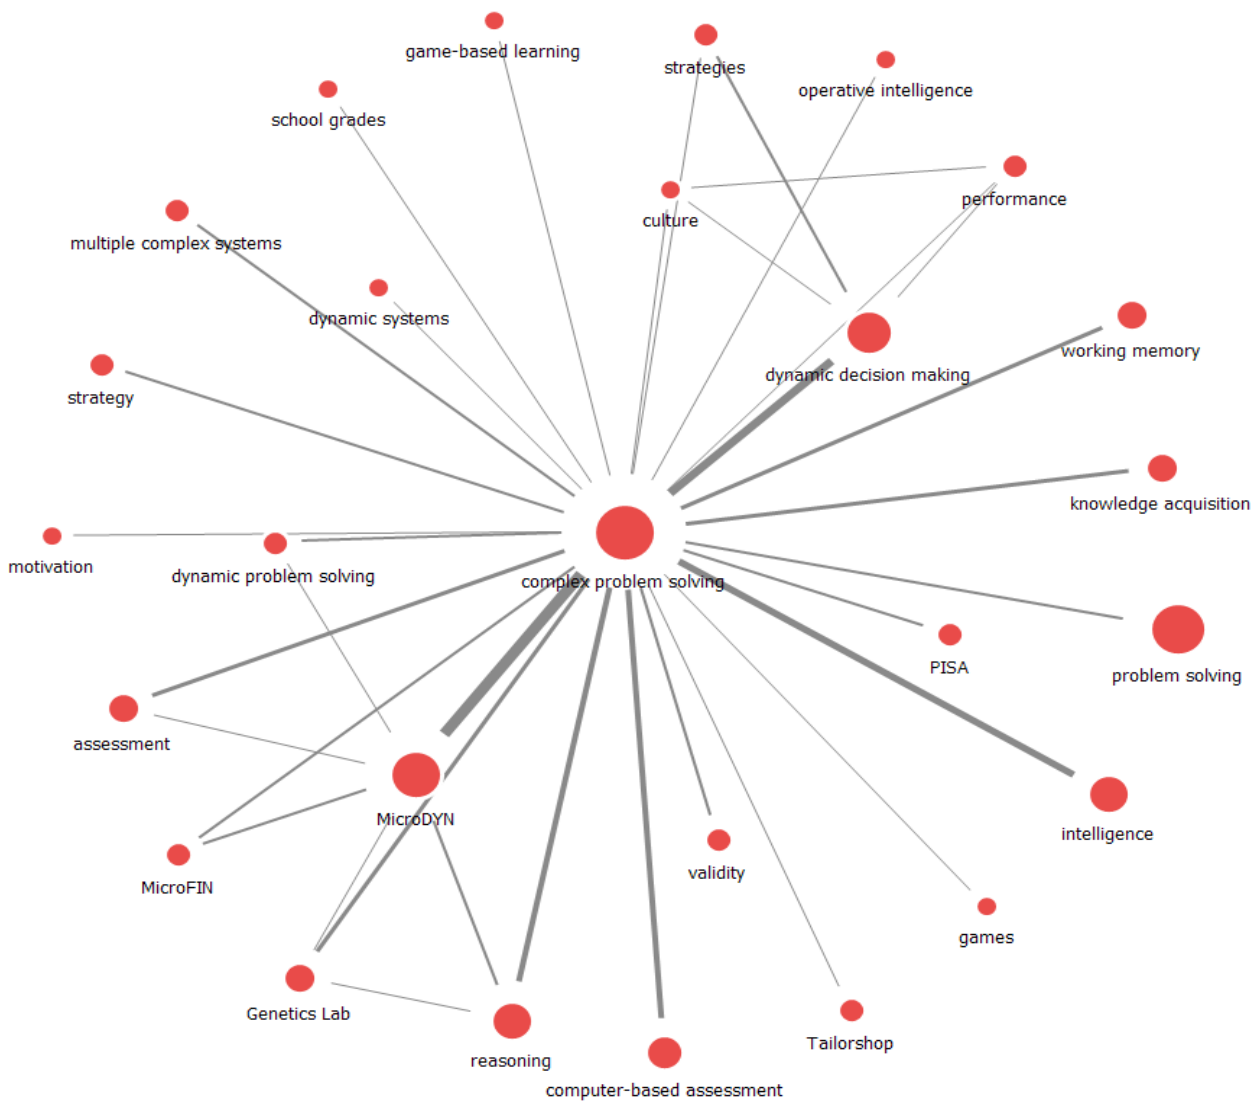 game-based learning
strategies
operative intelligence
school grades
performance
culture
multiple complex systems
dynamic systems
working memory
dynamic decision making
strategy
knowledge acquisition
motivation
dynamic problem solving
complex problem solving
PISA
problem solving
assessment
MicroDYN
intelligence
validity
MicroFIN
games
Genetics Lab
Tailorshop
reasoning
computer-based assessment